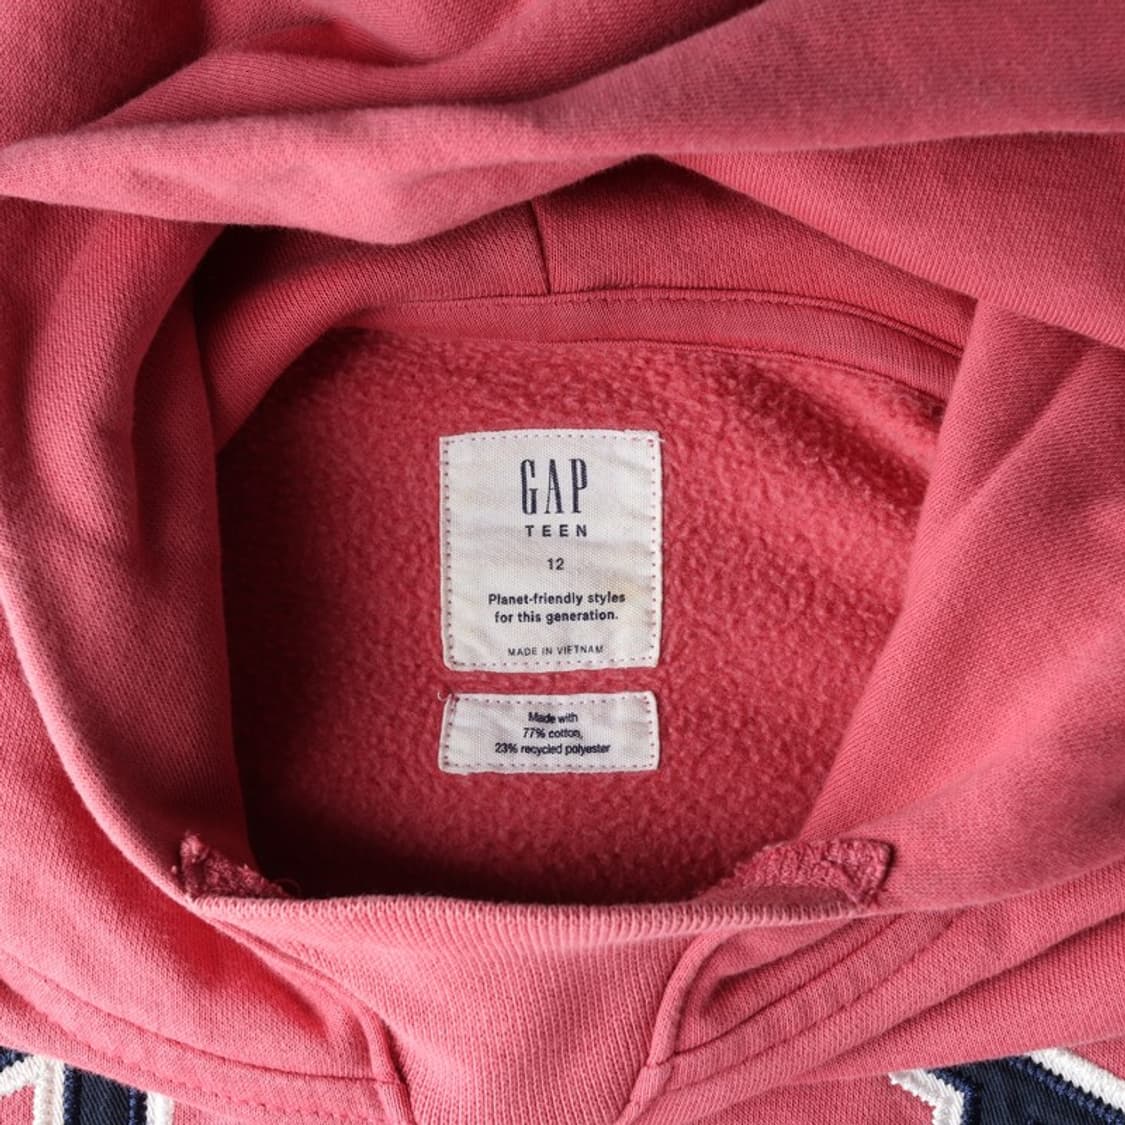 GAP
TEEN
12
Planet-friendly styles
for this generation.
MADE IN VIETNAM
Made with
77% cotton,
23% recycled polyester